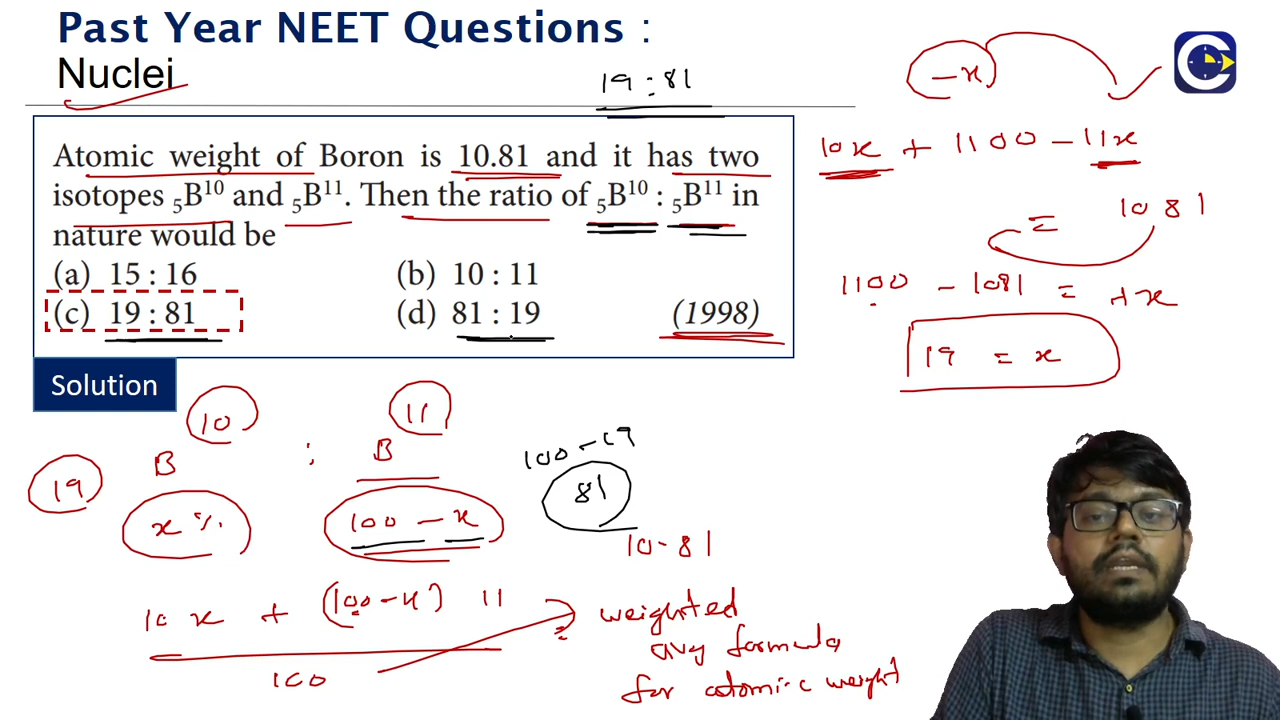 Past Year NEET Questions :
Nuclei
19 : 81
Atomic weight of Boron is 10.81 and it has two
isotopes ₅B¹⁰ and ₅B¹¹. Then the ratio of ₅B¹⁰ : ₅B¹¹ in
nature would be
(a) 15 : 16
(b) 10 : 11
(c) 19 : 81
(d) 81 : 19
(1998)
Solution
-x
10x + 1100 - 11x
= 1081
1100 - 1081 = +x
19 = x
19
B¹⁰ : B¹¹
x %
100 - x
100 - 19
81
10.81
10 x + (100 - x) 11
100
=
weighted
avg formula
for atomic weight